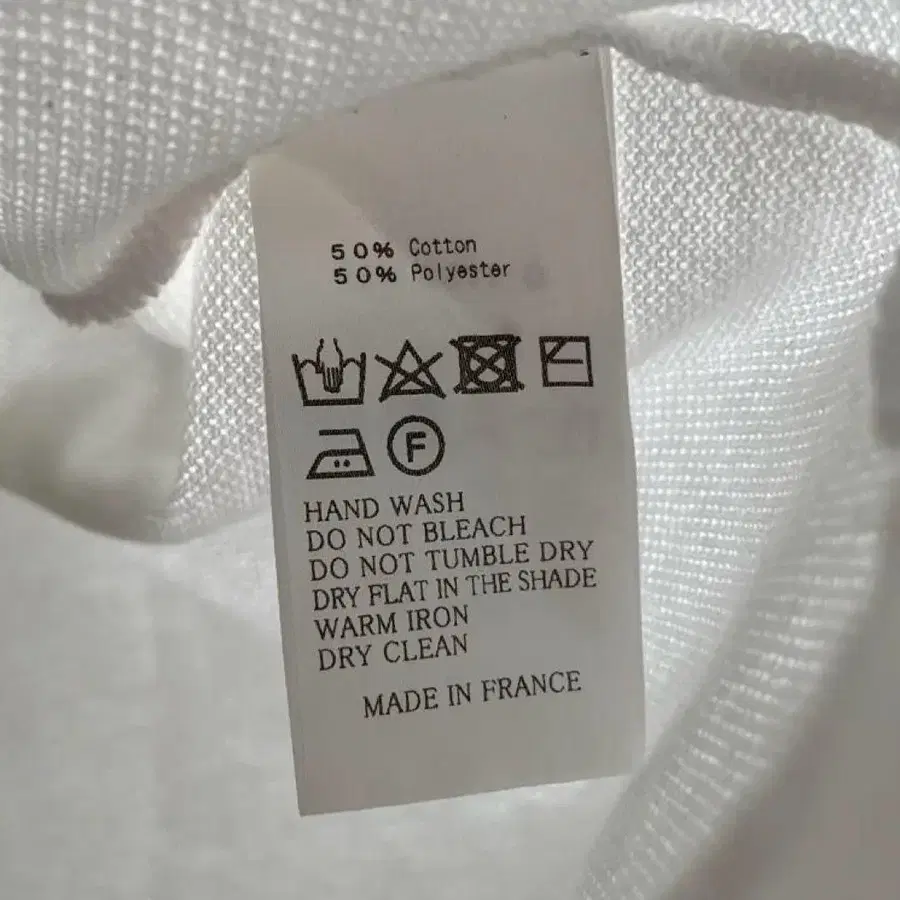 50% Cotton
50% Polyester
F
HAND WASH
DO NOT BLEACH
DO NOT TUMBLE DRY
DRY FLAT IN THE SHADE
WARM IRON
DRY CLEAN
MADE IN FRANCE